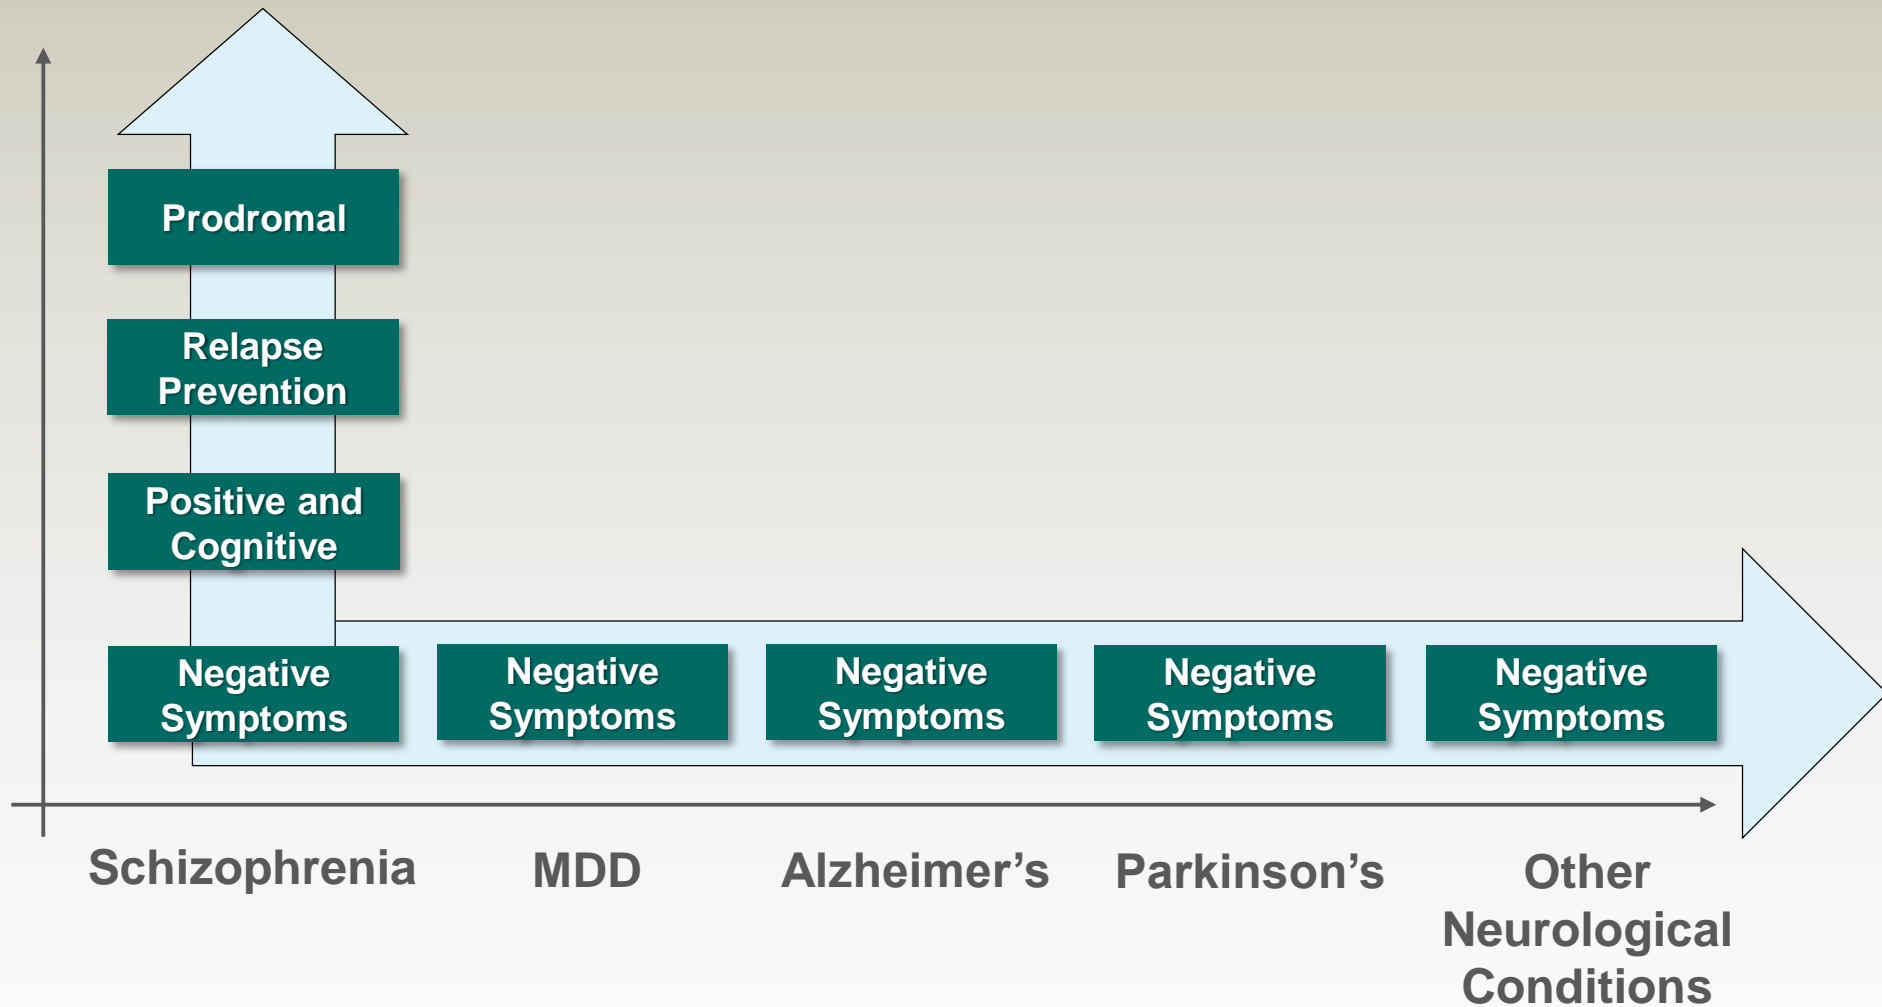 Prodromal
Relapse
Prevention
Positive and
Cognitive
Negative
Symptoms
Negative
Symptoms
Negative
Symptoms
Negative
Symptoms
Negative
Symptoms
Schizophrenia
MDD
Alzheimer’s
Parkinson’s
Other
Neurological
Conditions